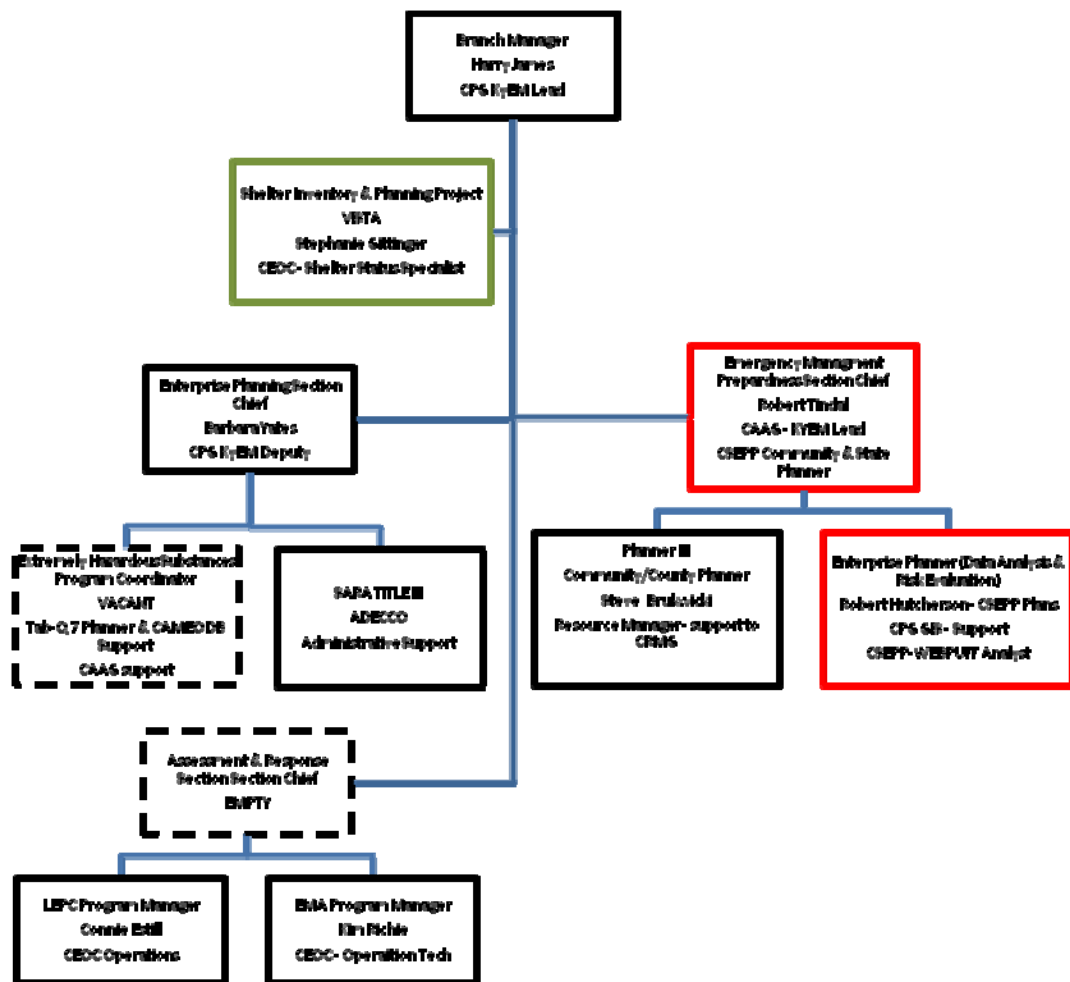 Branch Manager
Harry James
CPG KyEM Lead
Shelter Inventory & Planning Project
VISTA
Stephanie Gittinger
CEOC- Shelter Status Specialist
Enterprise Planning Section
Chief
Barbara Yates
CPG KyEM Deputy
Emergency Managment
Prepardness Section Chief
Robert Tindal
CAAG - KYEM Lead
CSEPP Community & State
Planner
Extremely Hazardous Substances
Program Coordinator
VACANT
Tab-Q,7 Planner & CAMEO DB
Support
CAAG support
SARA TITLE III
ADECCO
Administrative Support
Planner III
Community/County Planner
Steve
Resource Manager- support to
CRMG
Enterprise Planner (Data Analysis &
Risk Evaluation)
Robert Hutcherson- CSEPP Plans
CPG GIS - Support
CSEPP-WEBPUFF Analyst
Assessment & Response
Section Section Chief
EMPTY
LEPC Program Manager
Connie Estill
CEOC Operations
EMA Program Manager
Kim Richie
CEOC- Operation Tech